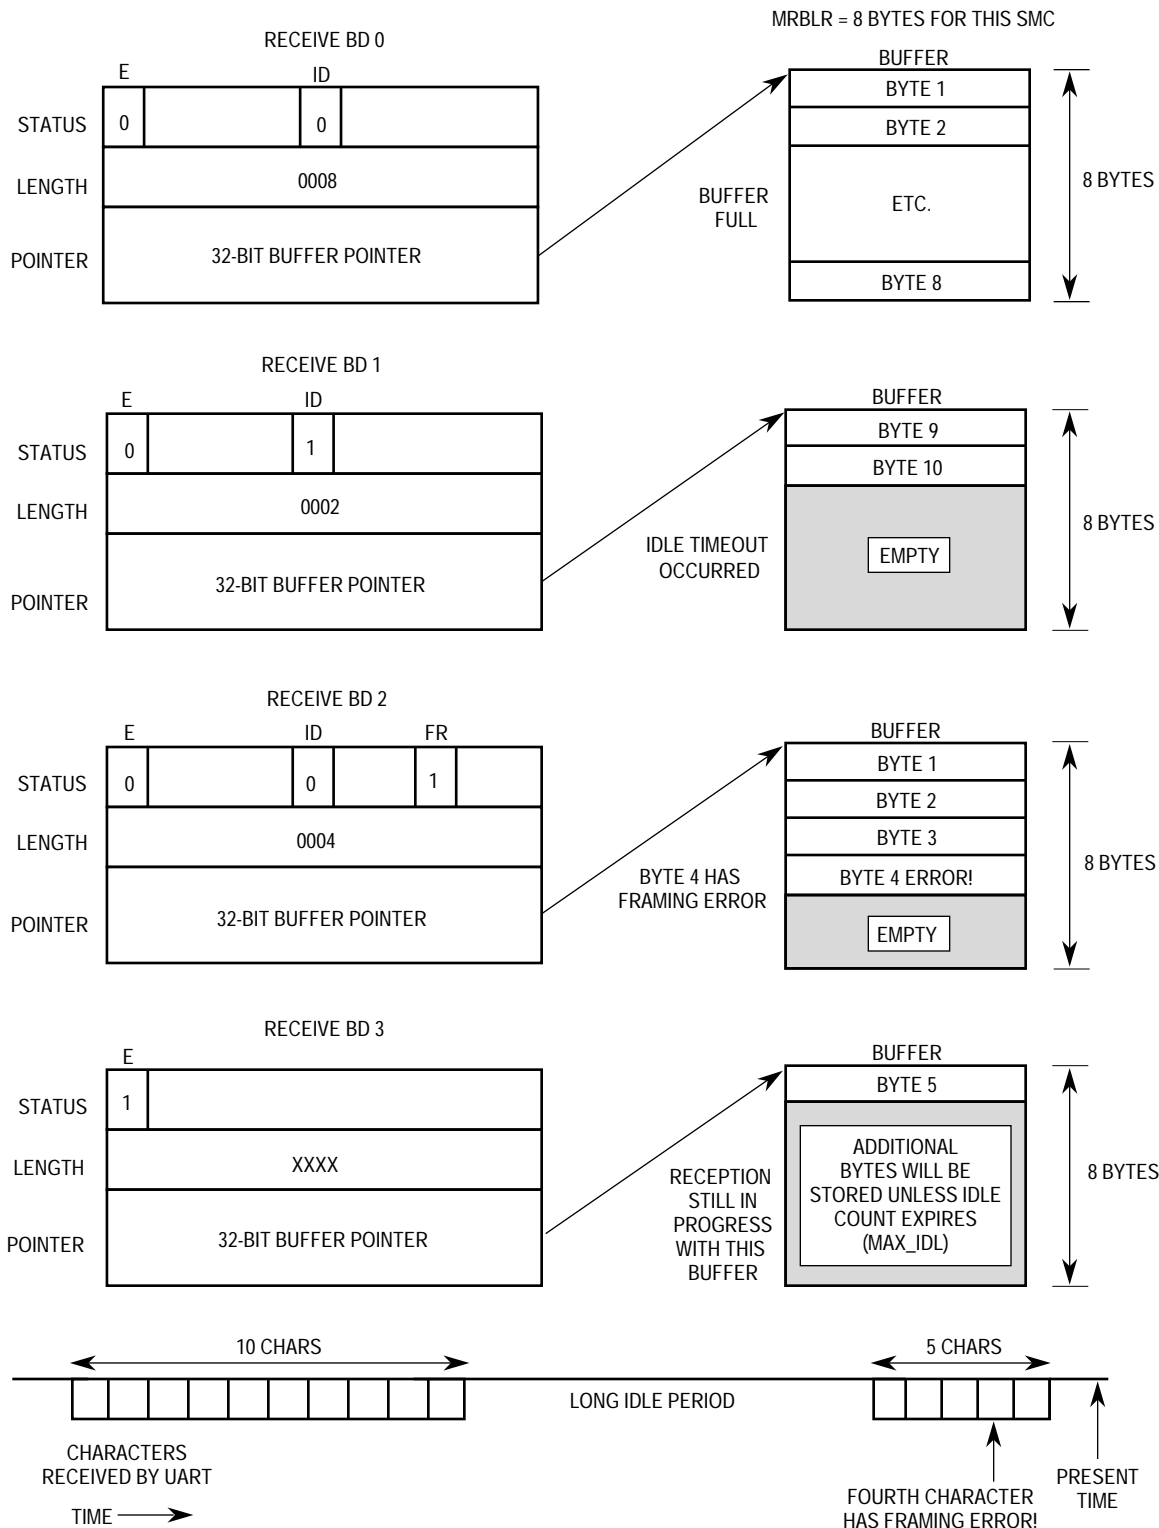 MRBLR = 8 BYTES FOR THIS SMC
RECEIVE BD 0
E
ID
STATUS
0
0
LENGTH
0008
POINTER
32-BIT BUFFER POINTER
BUFFER
FULL
BUFFER
BYTE 1
BYTE 2
ETC.
BYTE 8
8 BYTES
RECEIVE BD 1
E
ID
STATUS
0
1
LENGTH
0002
POINTER
32-BIT BUFFER POINTER
IDLE TIMEOUT
OCCURRED
BUFFER
BYTE 9
BYTE 10
EMPTY
8 BYTES
RECEIVE BD 2
E
ID
FR
STATUS
0
0
1
LENGTH
0004
POINTER
32-BIT BUFFER POINTER
BYTE 4 HAS
FRAMING ERROR
BUFFER
BYTE 1
BYTE 2
BYTE 3
BYTE 4 ERROR!
EMPTY
8 BYTES
RECEIVE BD 3
E
STATUS
1
LENGTH
XXXX
POINTER
32-BIT BUFFER POINTER
RECEPTION
STILL IN
PROGRESS
WITH THIS
BUFFER
BUFFER
BYTE 5
ADDITIONAL
BYTES WILL BE
STORED UNLESS IDLE
COUNT EXPIRES
(MAX_IDL)
8 BYTES
10 CHARS
5 CHARS
LONG IDLE PERIOD
CHARACTERS
RECEIVED BY UART
TIME
FOURTH CHARACTER
HAS FRAMING ERROR!
PRESENT
TIME